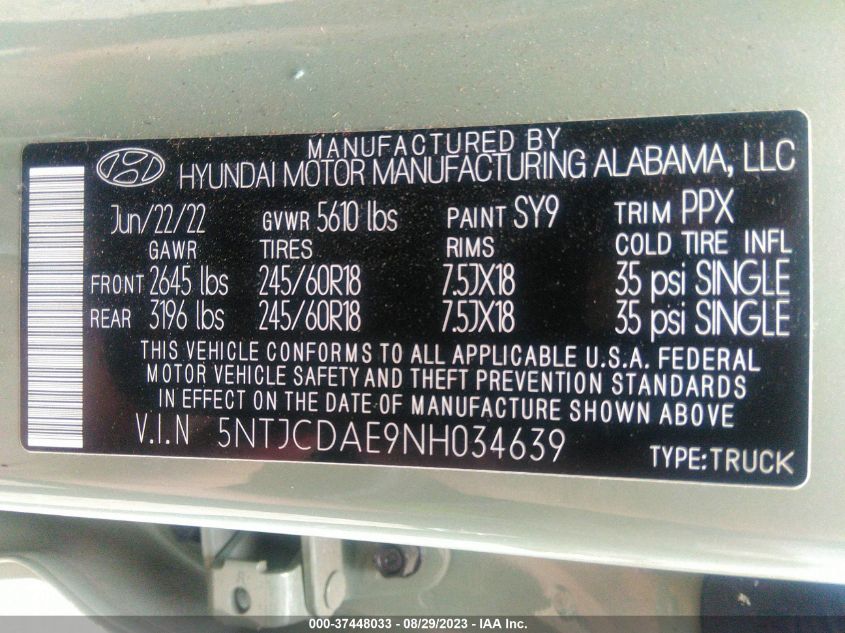 MANUFACTURED BY
HYUNDAI MOTOR MANUFACTURING ALABAMA, LLC
Jun/22/22 GVWR 5610 lbs PAINT SY9 TRIM PPX
GAWR TIRES RIMS COLD TIRE INFL
FRONT 2645 lbs 245/60R18 7.5JX18 35 psi SINGLE
REAR 3196 lbs 245/60R18 7.5JX18 35 psi SINGLE
THIS VEHICLE CONFORMS TO ALL APPLICABLE U.S.A. FEDERAL
MOTOR VEHICLE SAFETY AND THEFT PREVENTION STANDARDS
IN EFFECT ON THE DATE OF MANUFACTURE SHOWN ABOVE
V.I.N 5NTJCDAE9NH034639
TYPE:TRUCK
000-37448033 - 08/29/2023 - IAA Inc.